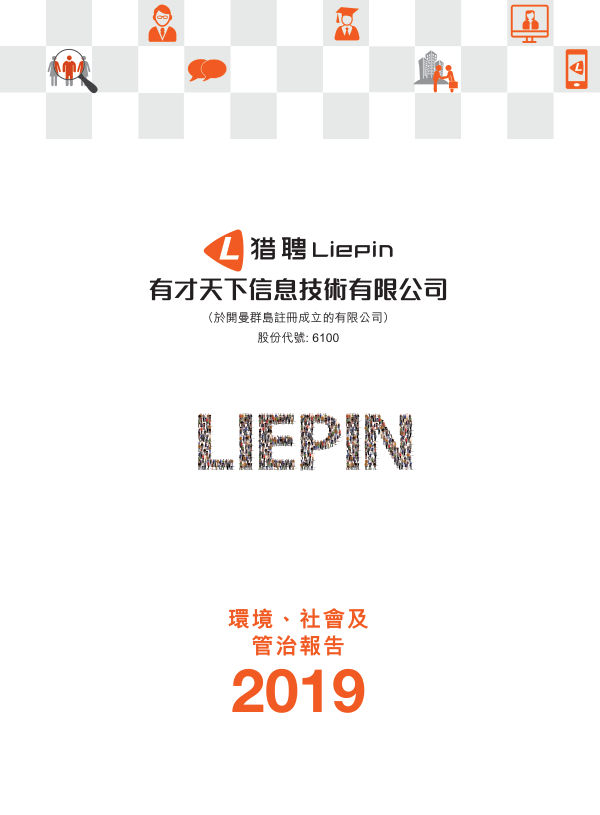 猎聘 Liepin
有才天下信息技術有限公司
（於開曼群島註冊成立的有限公司）
股份代號: 6100
LIEPIN
環境、社會及
管治報告
2019